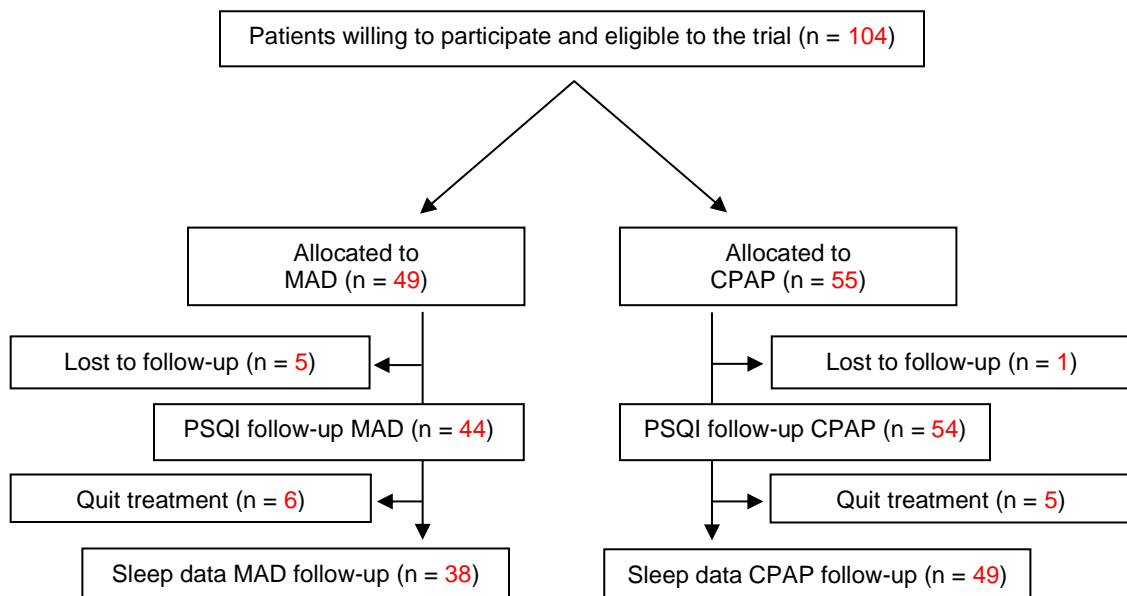 Patients willing to participate and eligible to the trial (n = 104)
Allocated to
MAD (n = 49)
Allocated to
CPAP (n = 55)
Lost to follow-up (n = 5)
Lost to follow-up (n = 1)
PSQI follow-up MAD (n = 44)
PSQI follow-up CPAP (n = 54)
Quit treatment (n = 6)
Quit treatment (n = 5)
Sleep data MAD follow-up (n = 38)
Sleep data CPAP follow-up (n = 49)